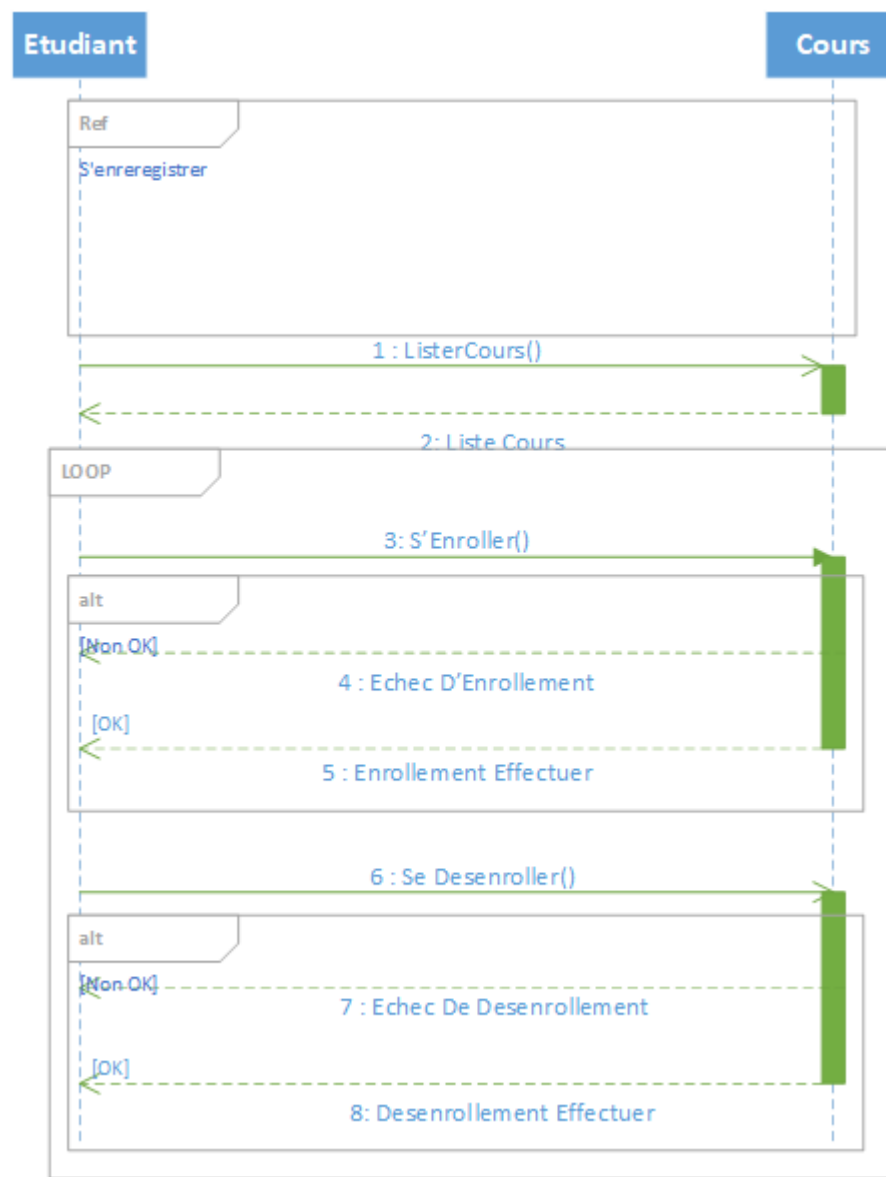 Etudiant Cours
Ref
S'enreregistrer
1 : ListerCours()
2: Liste Cours
LOOP
3: S’Enroller()
alt
[Non OK]
4 : Echec D’Enrollement
[OK]
5 : Enrollement Effectuer
6 : Se Desenroller()
alt
[Non OK]
7 : Echec De Desenrollement
[OK]
8: Desenrollement Effectuer